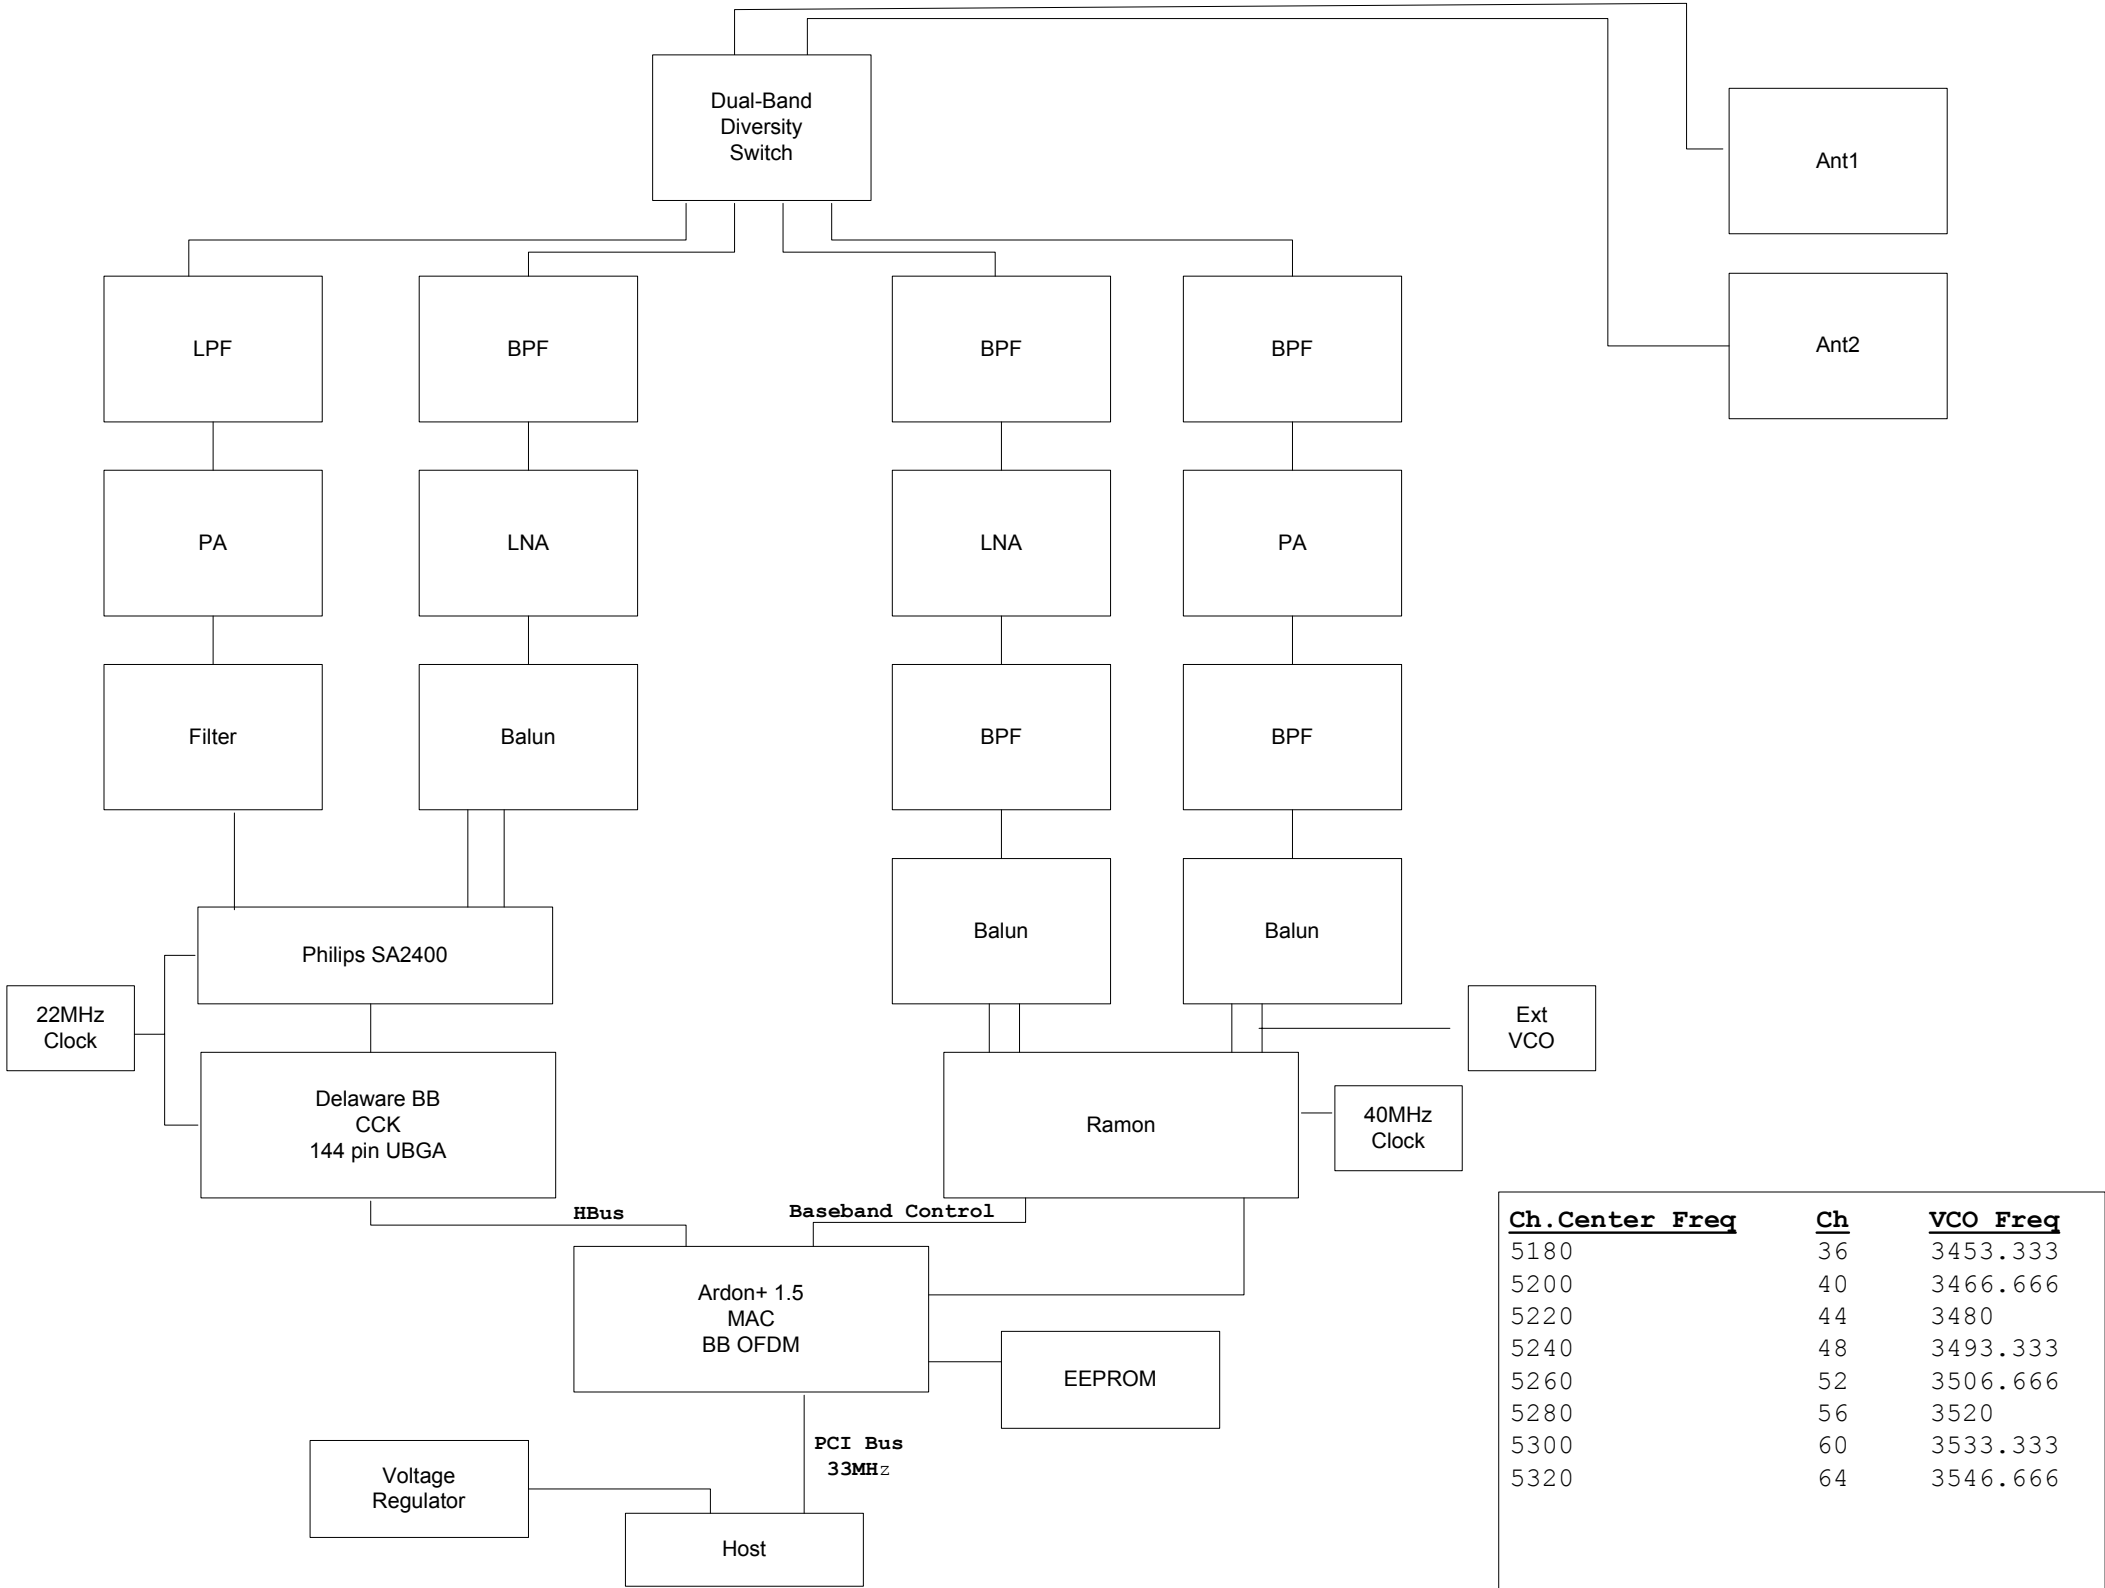 Dual-Band
Diversity
Switch
Ant1
Ant2
LPF
BPF
BPF
BPF
PA
LNA
LNA
PA
Filter
Balun
BPF
BPF
Balun
Balun
Philips SA2400
22MHz
Clock
Ext
VCO
Delaware BB
CCK
144 pin UBGA
Ramon
40MHz
Clock
HBus
Baseband Control
Ardon+ 1.5
MAC
BB OFDM
EEPROM
PCI Bus
33MHz
Voltage
Regulator
Host
Ch.Center Freq Ch VCO Freq
5180 36 3453.333
5200 40 3466.666
5220 44 3480
5240 48 3493.333
5260 52 3506.666
5280 56 3520
5300 60 3533.333
5320 64 3546.666